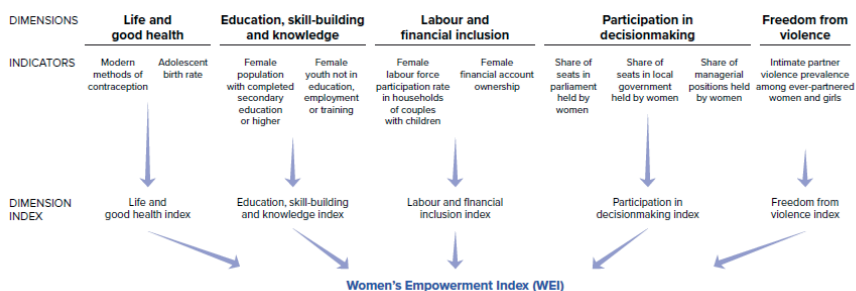 DIMENSIONS
Life and
good health
Education, skill-building
and knowledge
Labour and
financial inclusion
Participation in
decisionmaking
Freedom from
violence
INDICATORS
Modern
methods of
contraception
Adolescent
birth rate
Female
population
with completed
secondary
education
or higher
Female
youth not in
education,
employment
or training
Female
labour force
participation rate
in households
of couples
with children
Female
financial account
ownership
Share of
seats in
parliament
held by
women
Share of
seats in local
government
held by women
Share of
managerial
positions held
by women
Intimate partner
violence prevalence
among ever-partnered
women and girls
DIMENSION
INDEX
Life and
good health index
Education, skill-building
and knowledge index
Labour and financial
inclusion index
Participation in
decisionmaking index
Freedom from
violence index
Women's Empowerment Index (WEI)